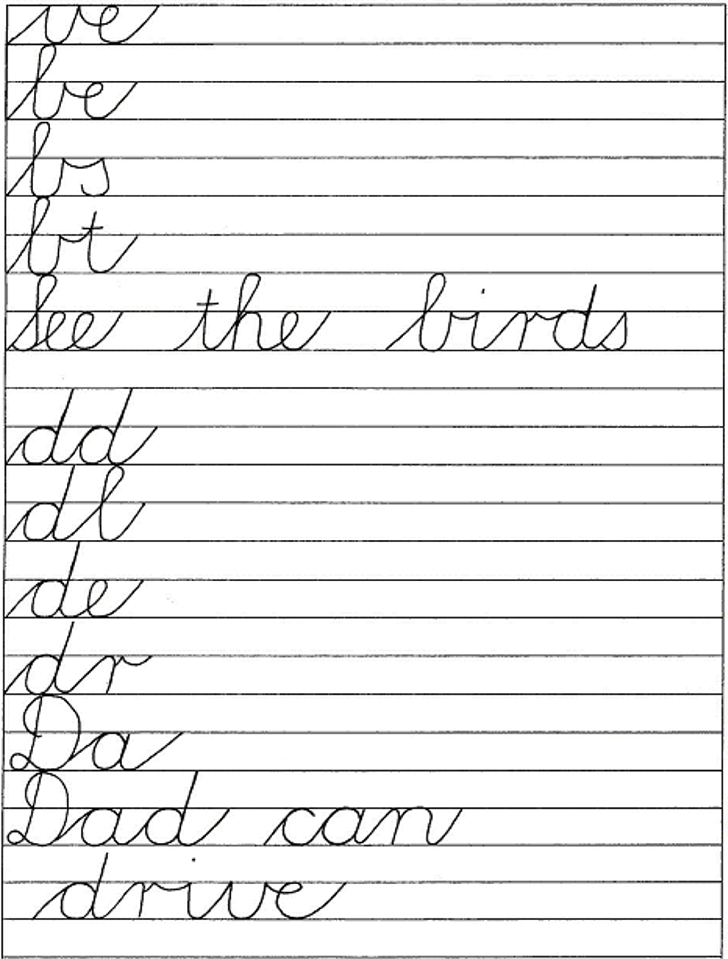 ve
be
bs
bt
See the birds
dd
dl
de
dr
Da
Dad can
drive